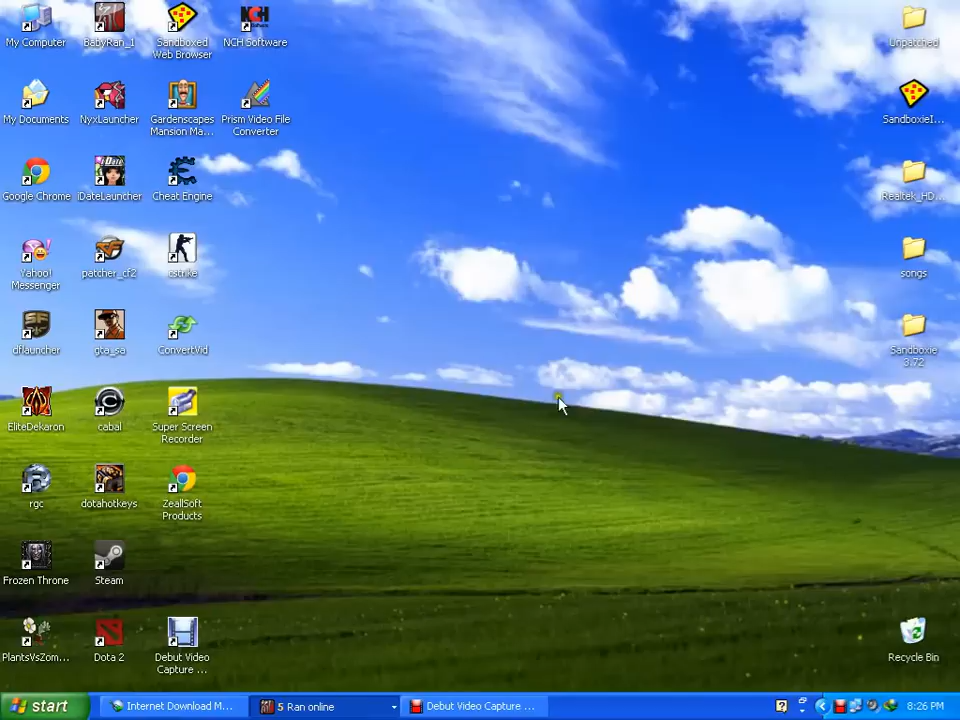 My Computer
BabyRan_1
Sandboxed
Web Browser
NCH Software
Unpatched
My Documents
NyxLauncher
Gardenscapes
Mansion Ma...
Prism Video File
Converter
SandboxieI...
Google Chrome
iDateLauncher
Cheat Engine
Realtek_HD...
Yahoo!
Messenger
patcher_cf2
cstrike
songs
dflauncher
gta_sa
ConvertVid
Sandboxie
3.72
EliteDekaron
cabal
Super Screen
Recorder
rgc
dotahotkeys
ZeallSoft
Products
Frozen Throne
Steam
PlantsVsZom...
Dota 2
Debut Video
Capture ...
Recycle Bin
start
Internet Download M...
5 Ran online
Debut Video Capture ...
8:26 PM